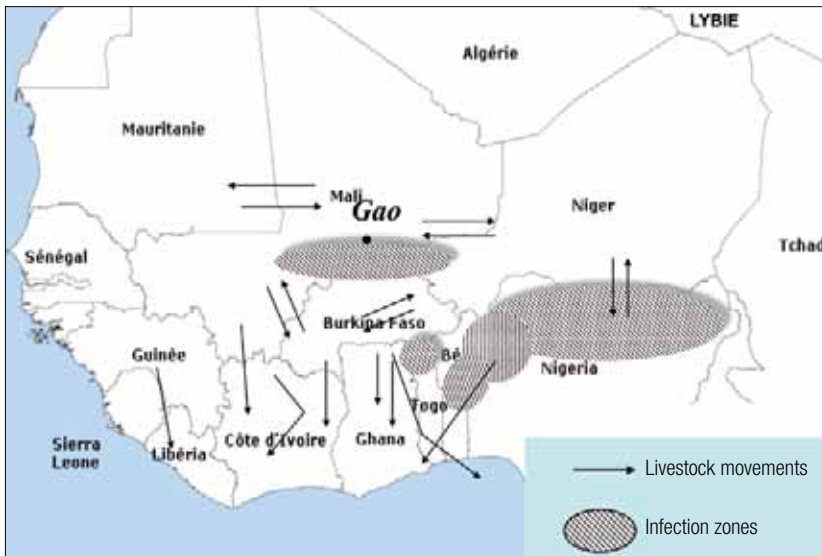 LYBIE
Algérie
Mauritanie
Mali
Gao
Niger
Tchad
Sénégal
Burkina Faso
Guinée
Bé
Nigeria
Togo
Côte d'Ivoire
Ghana
Sierra
Leone
Libéria
Livestock movements
Infection zones